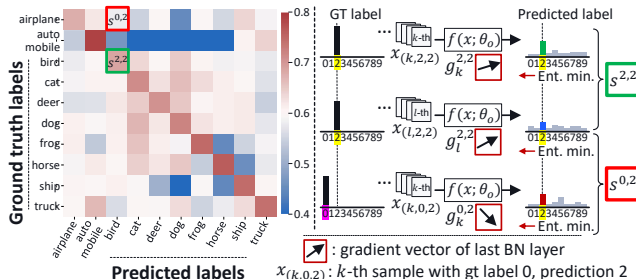 Ground truth labels
airplane
auto
mobile
bird
cat
deer
dog
frog
horse
ship
truck
s^{0,2}
s^{2,2}
airplane
auto
mobile
bird
cat
deer
dog
frog
horse
ship
truck
Predicted labels
0.8
0.7
0.6
0.5
0.4
GT label
Predicted label
0123456789
... k-th
x_{(k,2,2)}
f(x; θ_o)
g_k^{2,2}
0123456789
Ent. min.
s^{2,2}
0123456789
... l-th
x_{(l,2,2)}
f(x; θ_o)
g_l^{2,2}
0123456789
Ent. min.
0123456789
... k-th
x_{(k,0,2)}
f(x; θ_o)
g_k^{0,2}
0123456789
Ent. min.
s^{0,2}
: gradient vector of last BN layer
x_{(k,0,2)}: k-th sample with gt label 0, prediction 2